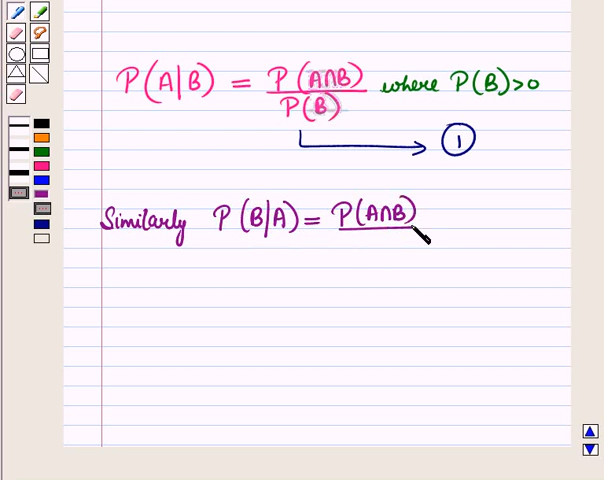 P(A|B) = P(A∩B) / P(B) where P(B)>0
1
Similarly P(B|A) = P(A∩B)